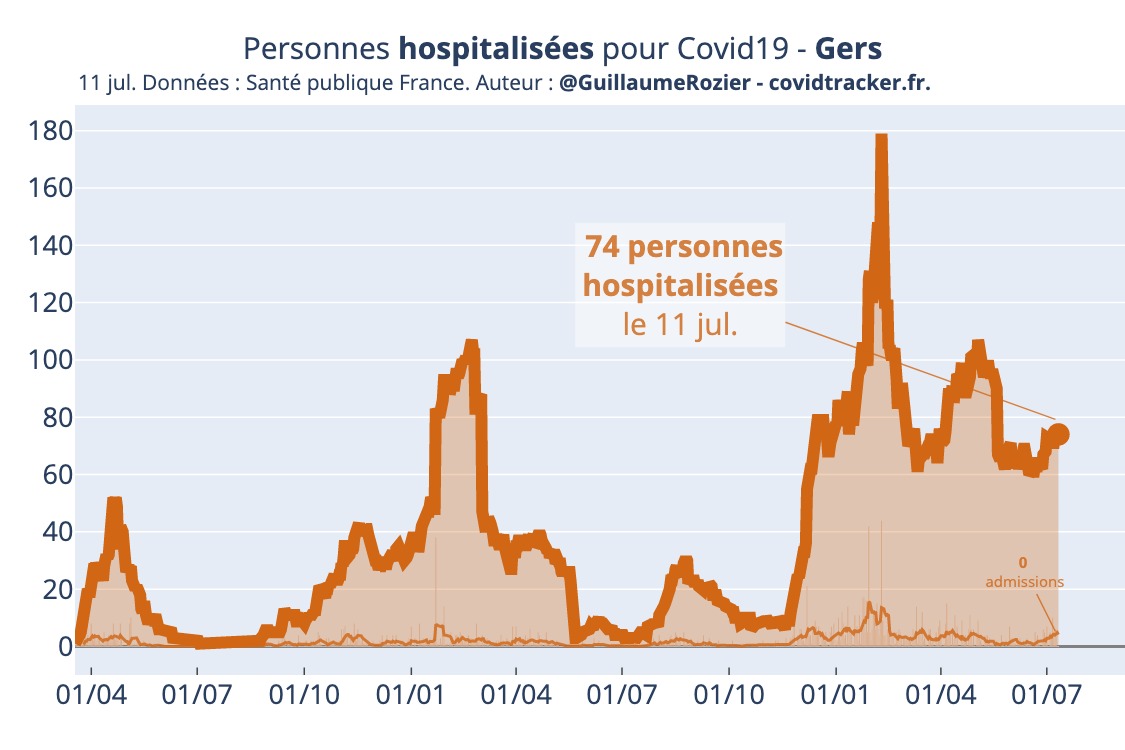 Personnes hospitalisées pour Covid19 - Gers
11 jul. Données : Santé publique France. Auteur : @GuillaumeRozier - covidtracker.fr.
180
160
140
120
100
80
60
40
20
0
74 personnes
hospitalisées
le 11 jul.
0
admissions
01/04 01/07 01/10 01/01 01/04 01/07 01/10 01/01 01/04 01/07